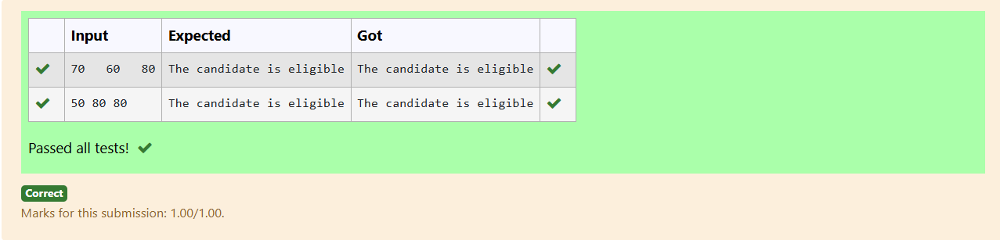 Input Expected Got
70   60   80 The candidate is eligible The candidate is eligible
50 80 80 The candidate is eligible The candidate is eligible
Passed all tests!
Correct
Marks for this submission: 1.00/1.00.